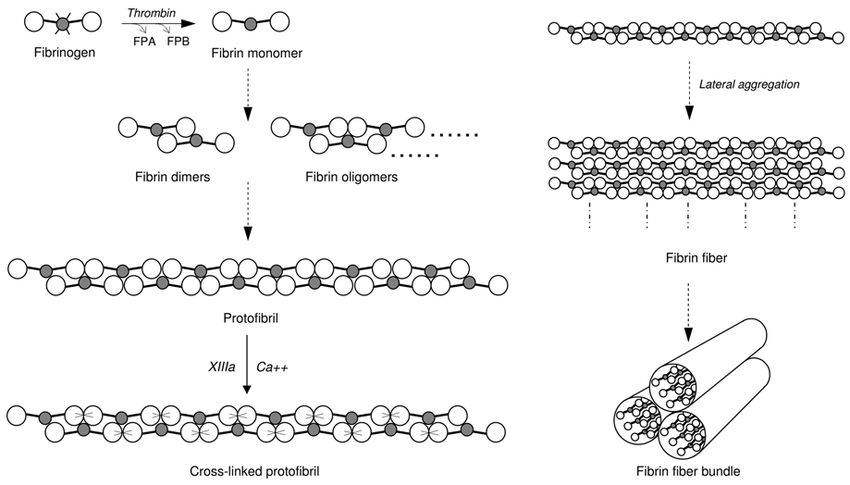 Thrombin
FPA FPB
Fibrinogen
Fibrin monomer
Fibrin dimers
Fibrin oligomers
Protofibril
XIIIa Ca++
Cross-linked protofibril
Lateral aggregation
Fibrin fiber
Fibrin fiber bundle